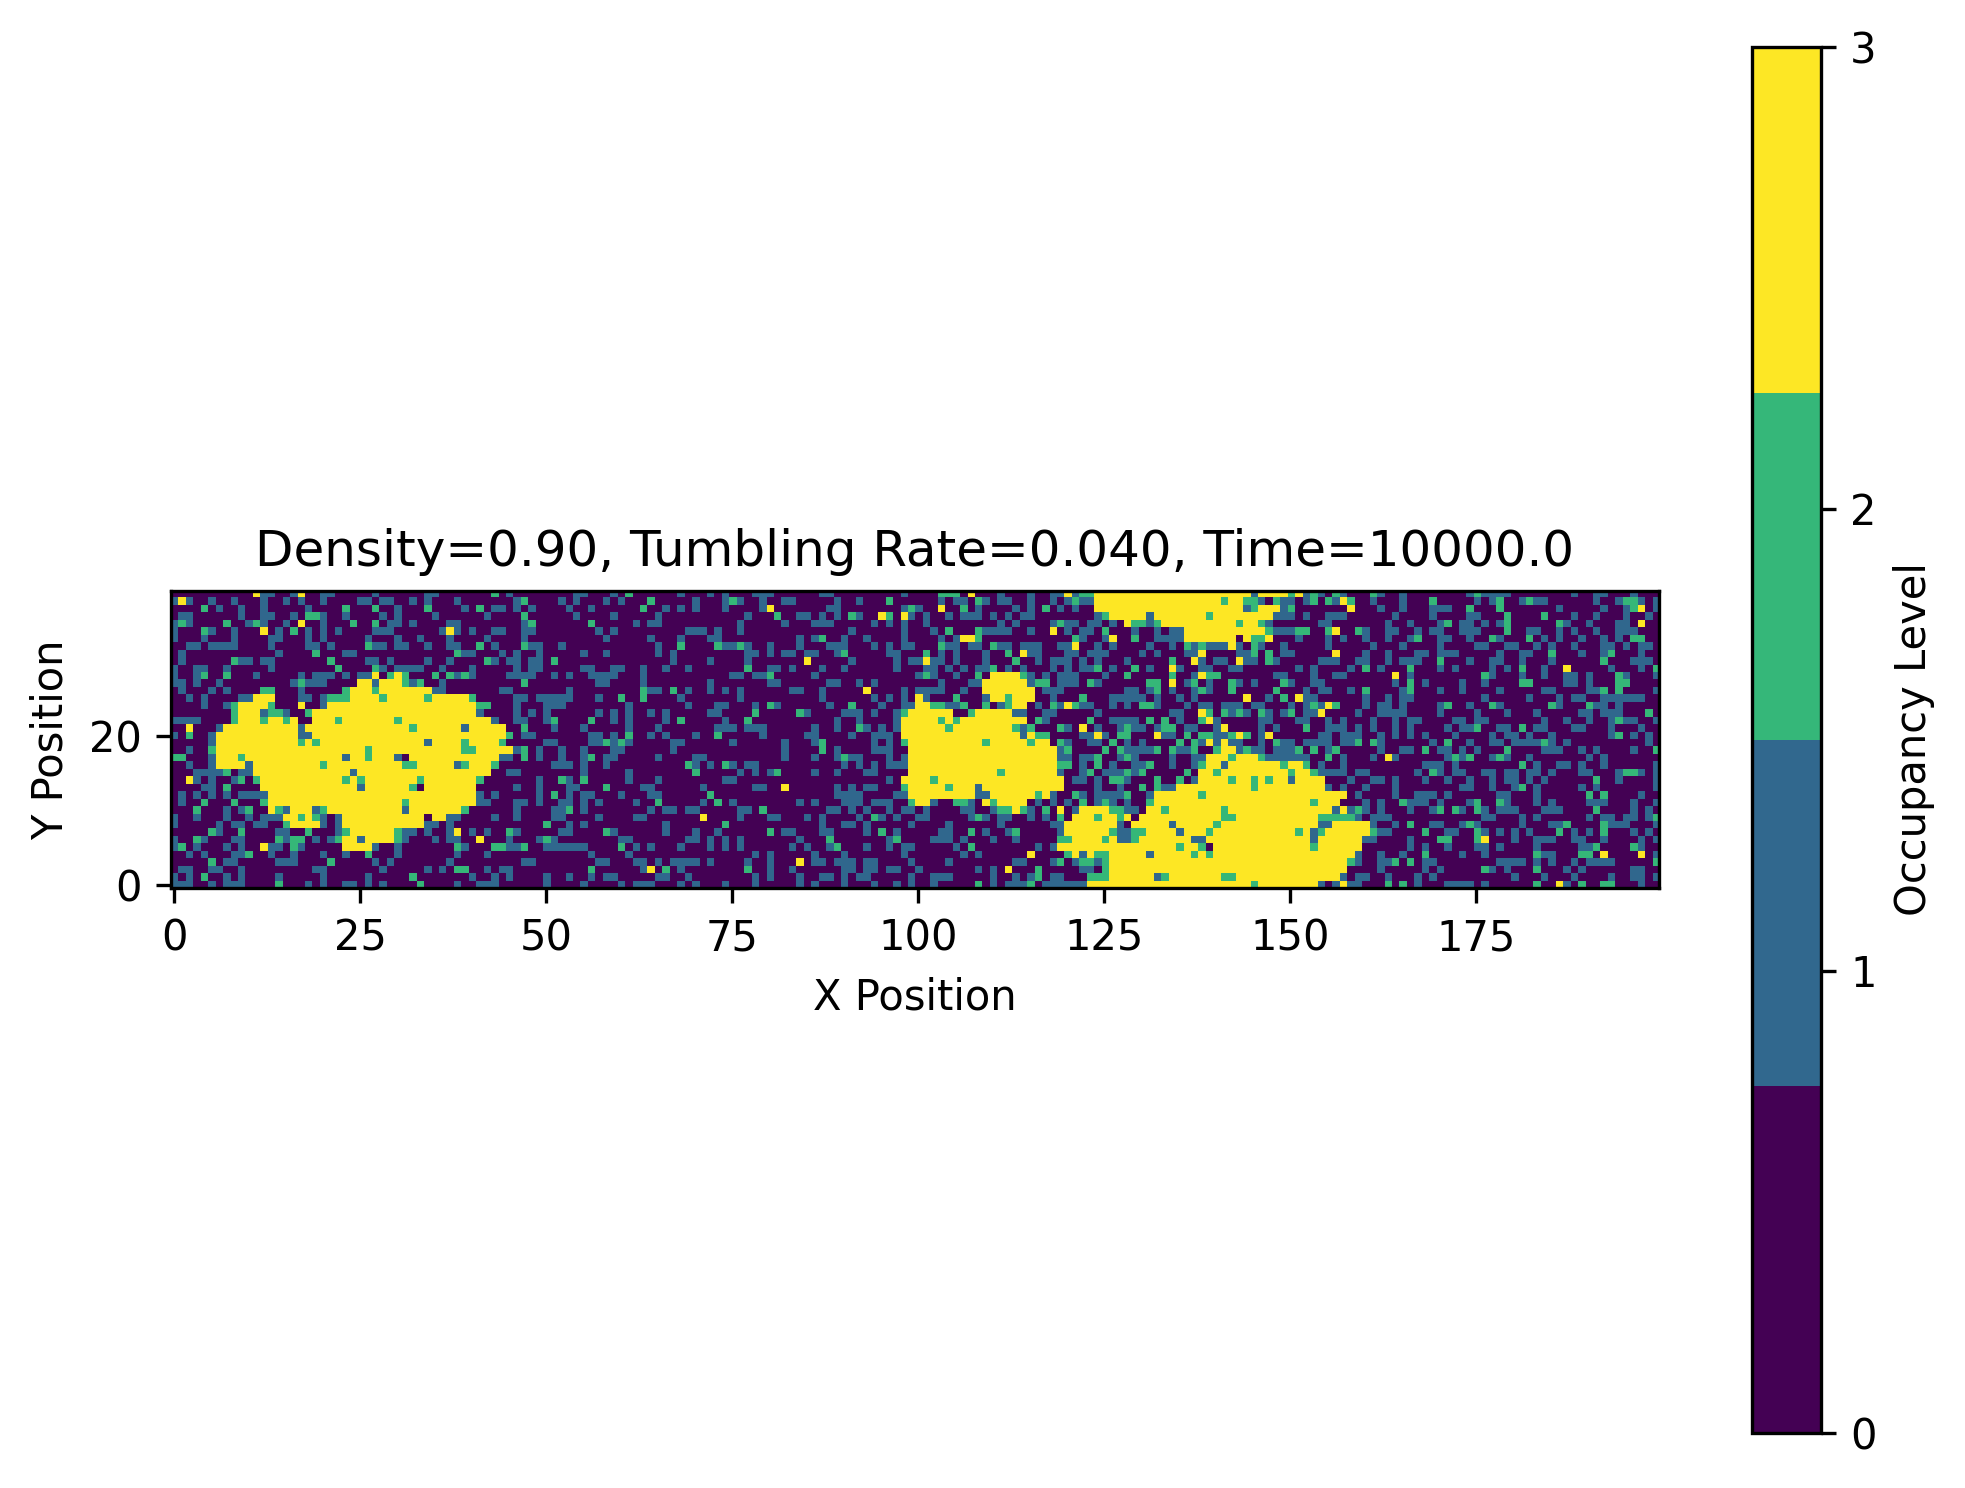 Density=0.90, Tumbling Rate=0.040, Time=10000.0
Y Position
20
0
0 25 50 75 100 125 150 175
X Position
3
2
1
0
Occupancy Level